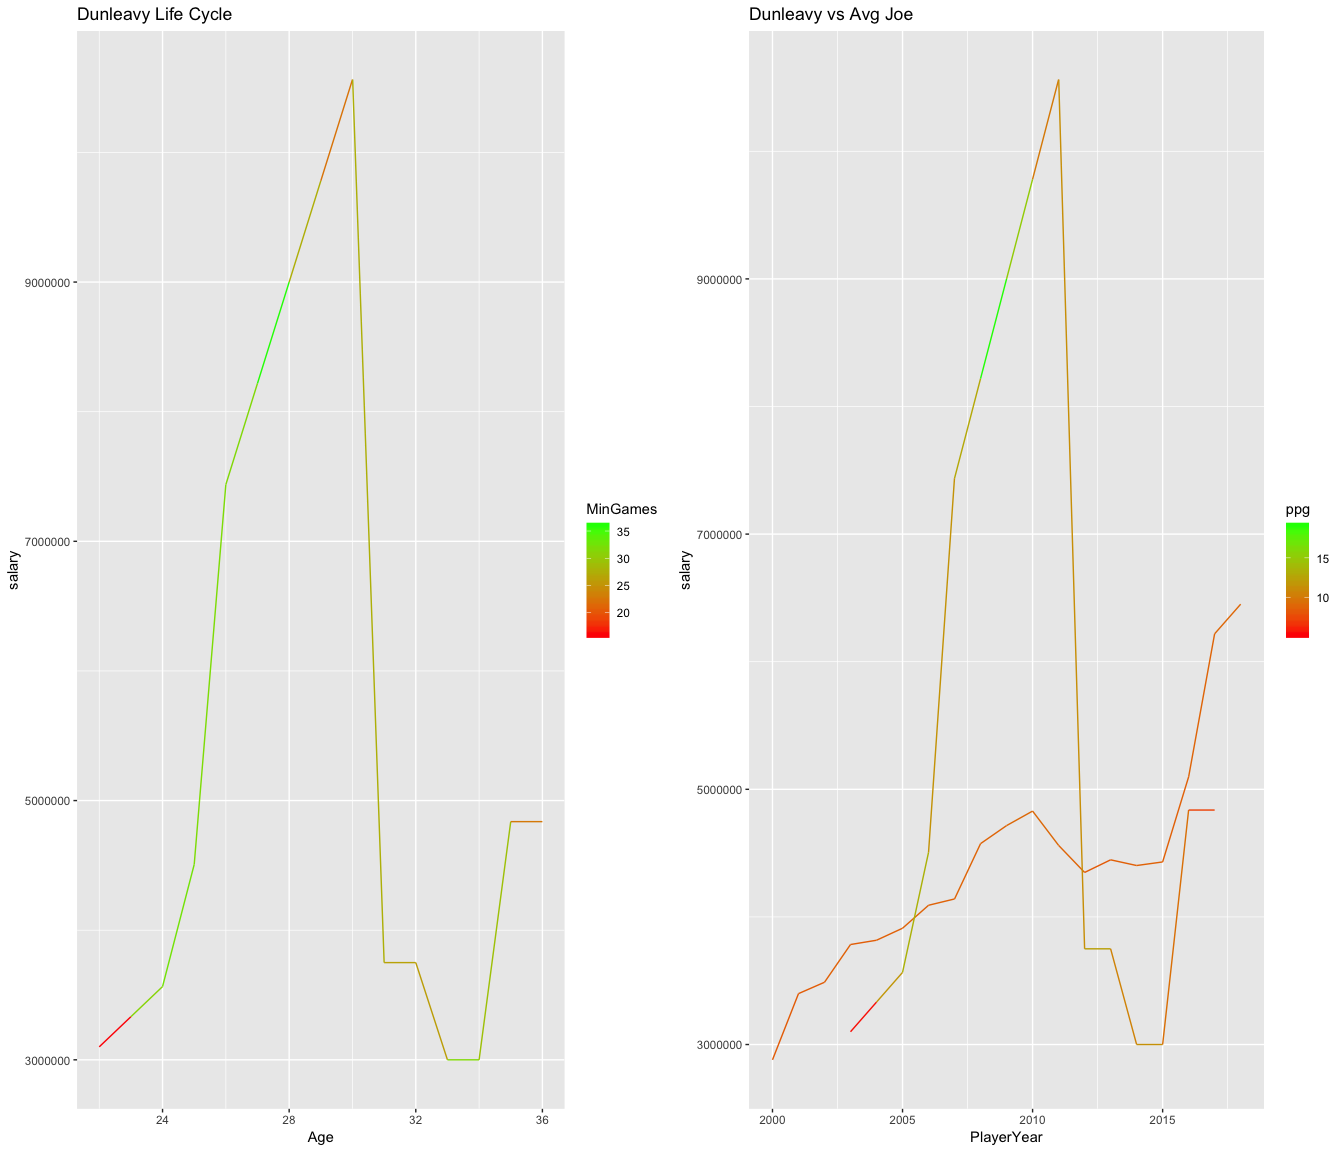 Dunleavy Life Cycle
salary
9000000
7000000
5000000
3000000
24 28 32 36
Age
MinGames
35
30
25
20
Dunleavy vs Avg Joe
salary
9000000
7000000
5000000
3000000
2000 2005 2010 2015
PlayerYear
ppg
15
10